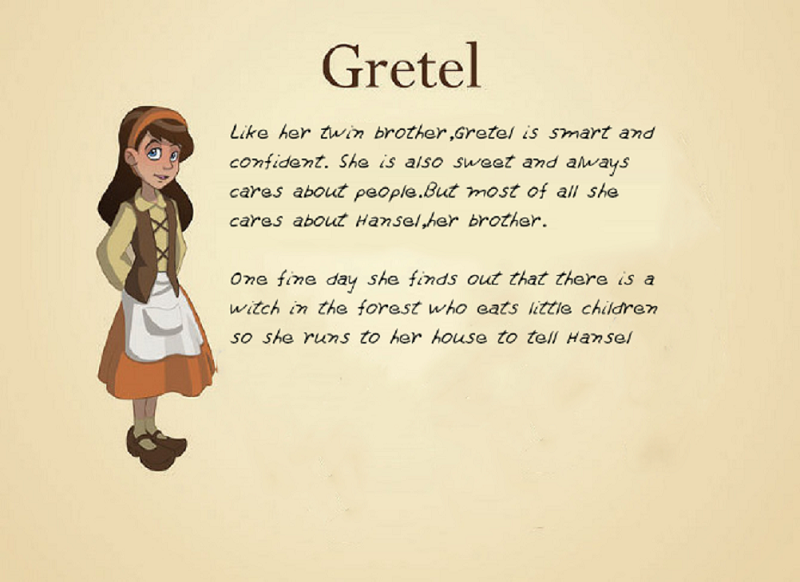 Gretel
Like her twin brother,Gretel is smart and
confident. She is also sweet and always
cares about people.But most of all she
cares about Hansel,her brother.
One fine day she finds out that there is a
witch in the forest who eats little children
so she runs to her house to tell Hansel